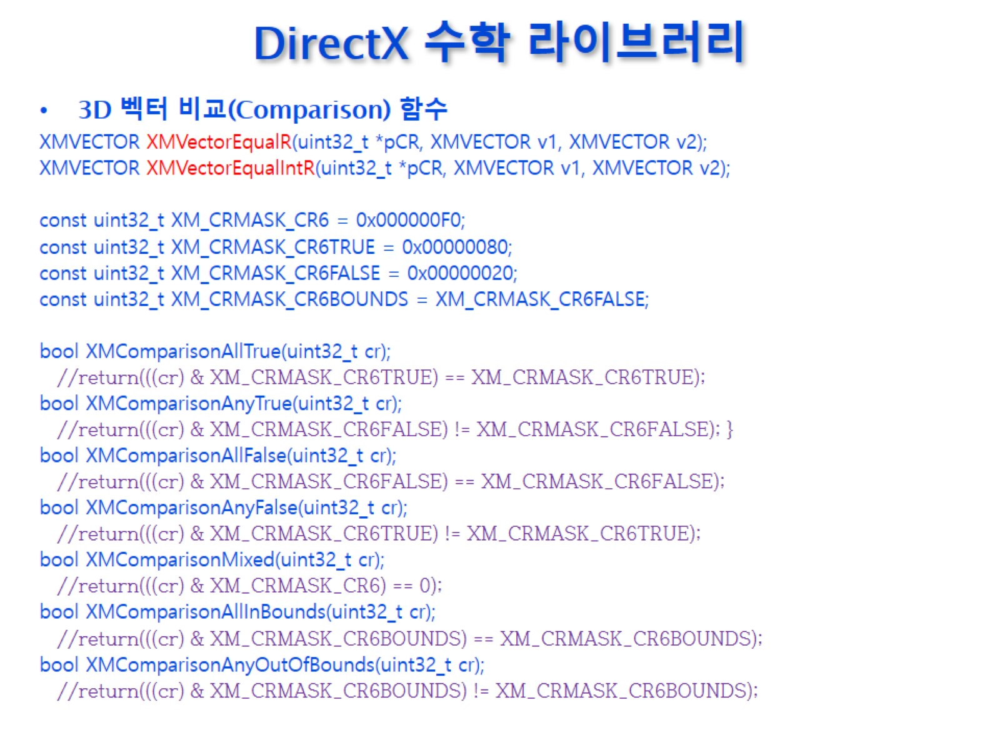 DirectX 수학 라이브러리
• 3D 벡터 비교(Comparison) 함수
XMVECTOR XMVectorEqualR(uint32_t *pCR, XMVECTOR v1, XMVECTOR v2);
XMVECTOR XMVectorEqualIntR(uint32_t *pCR, XMVECTOR v1, XMVECTOR v2);
const uint32_t XM_CRMASK_CR6 = 0x000000F0;
const uint32_t XM_CRMASK_CR6TRUE = 0x00000080;
const uint32_t XM_CRMASK_CR6FALSE = 0x00000020;
const uint32_t XM_CRMASK_CR6BOUNDS = XM_CRMASK_CR6FALSE;
bool XMComparisonAllTrue(uint32_t cr);
//return(((cr) & XM_CRMASK_CR6TRUE) == XM_CRMASK_CR6TRUE);
bool XMComparisonAnyTrue(uint32_t cr);
//return(((cr) & XM_CRMASK_CR6FALSE) != XM_CRMASK_CR6FALSE); }
bool XMComparisonAllFalse(uint32_t cr);
//return(((cr) & XM_CRMASK_CR6FALSE) == XM_CRMASK_CR6FALSE);
bool XMComparisonAnyFalse(uint32_t cr);
//return(((cr) & XM_CRMASK_CR6TRUE) != XM_CRMASK_CR6TRUE);
bool XMComparisonMixed(uint32_t cr);
//return(((cr) & XM_CRMASK_CR6) == 0);
bool XMComparisonAllInBounds(uint32_t cr);
//return(((cr) & XM_CRMASK_CR6BOUNDS) == XM_CRMASK_CR6BOUNDS);
bool XMComparisonAnyOutOfBounds(uint32_t cr);
//return(((cr) & XM_CRMASK_CR6BOUNDS) != XM_CRMASK_CR6BOUNDS);